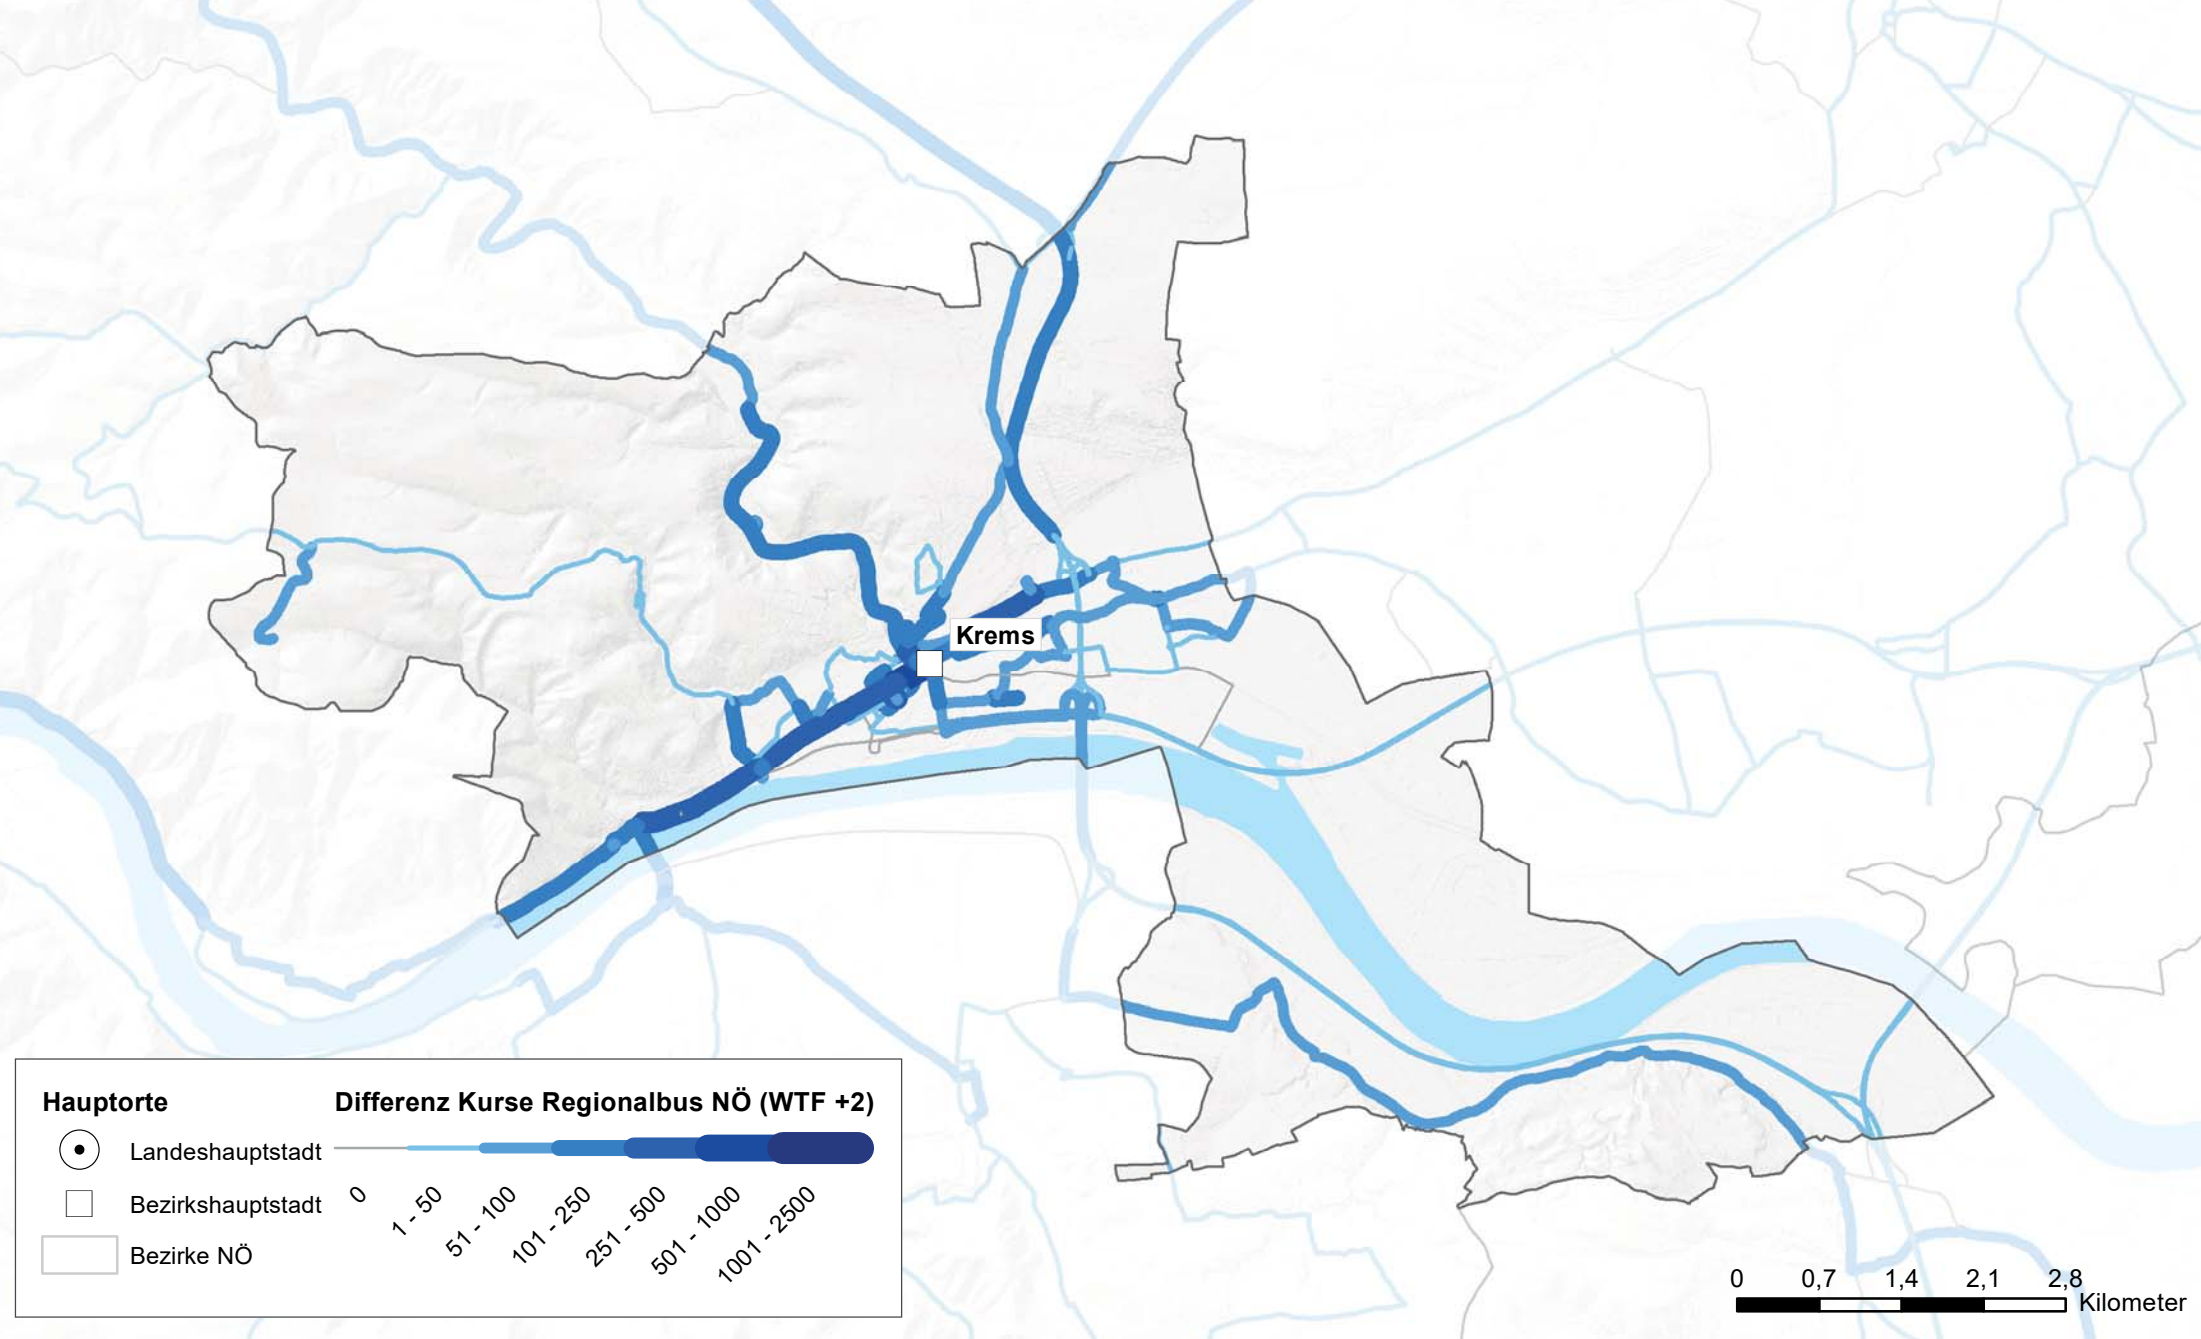 Krems
Hauptorte
Landeshauptstadt
Bezirkshauptstadt
Bezirke NÖ
Differenz Kurse Regionalbus NÖ (WTF +2)
0
1 - 50
51 - 100
101 - 250
251 - 500
501 - 1000
1001 - 2500
0 0,7 1,4 2,1 2,8
Kilometer